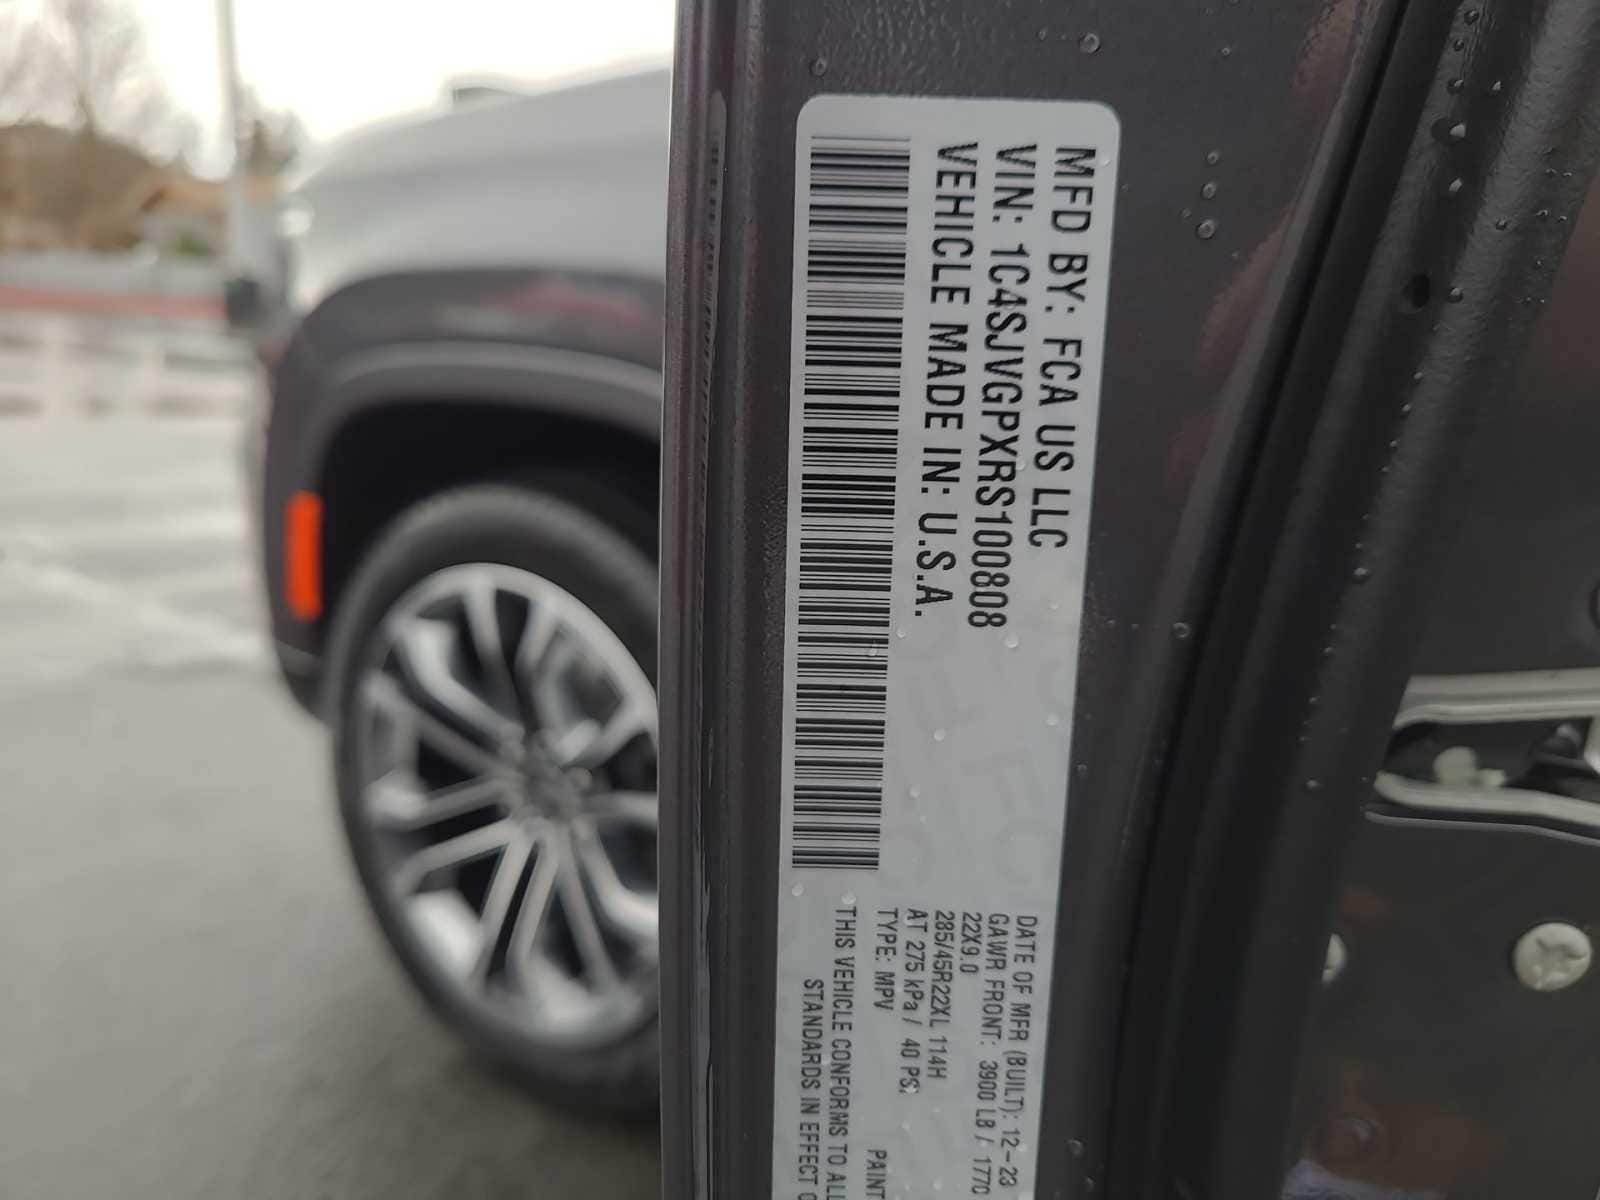 MFD BY: FCA US LLC
VIN: 1C4SJVGPXRS100808
VEHICLE MADE IN: U.S.A.
DATE OF MFR (BUILT): 12-23
GAWR FRONT: 3900 LB / 1770
22X9.0
285/45R22XL 114H
AT 275 kPa / 40 PSI
TYPE: MPV PAINT
THIS VEHICLE CONFORMS TO ALL
STANDARDS IN EFFECT O